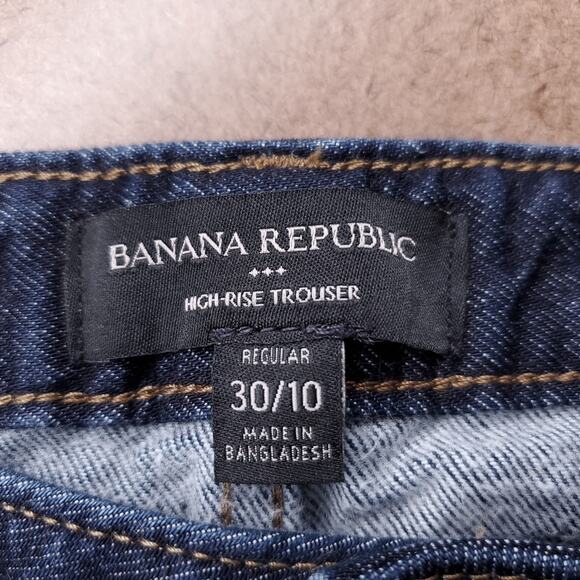 BANANA REPUBLIC
HIGH-RISE TROUSER
REGULAR
30/10
MADE IN
BANGLADESH